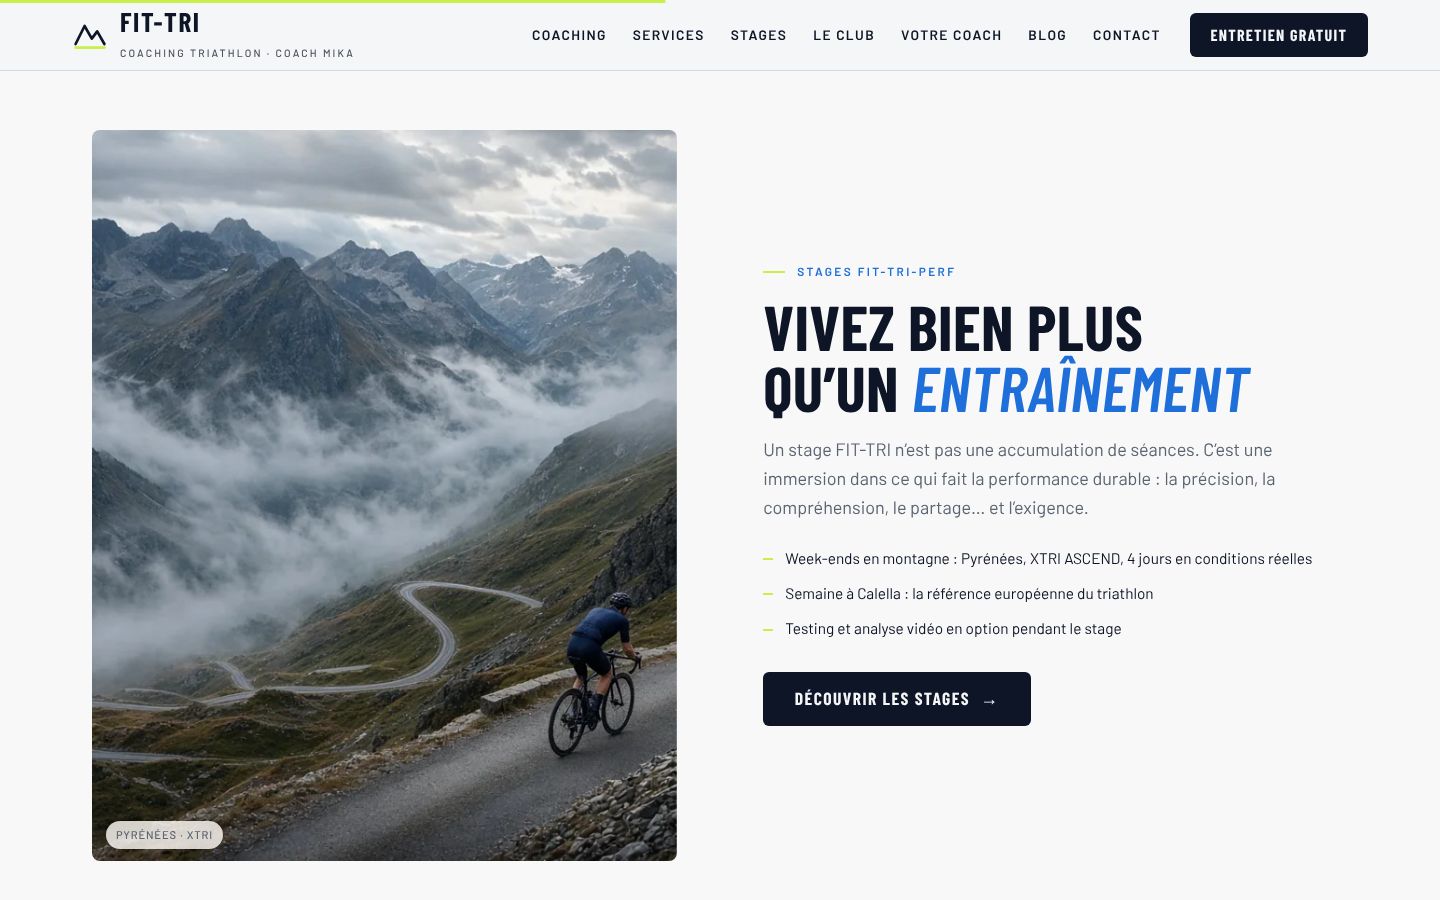 FIT-TRI
COACHING TRIATHLON · COACH MIKA
COACHING
SERVICES
STAGES
LE CLUB
VOTRE COACH
BLOG
CONTACT
ENTRETIEN GRATUIT
PYRÉNÉES · XTRI
STAGES FIT-TRI-PERF
VIVEZ BIEN PLUS
QU’UN ENTRAÎNEMENT
Un stage FIT-TRI n’est pas une accumulation de séances. C’est une
immersion dans ce qui fait la performance durable : la précision, la
compréhension, le partage… et l’exigence.
Week-ends en montagne : Pyrénées, XTRI ASCEND, 4 jours en conditions réelles
Semaine à Calella : la référence européenne du triathlon
Testing et analyse vidéo en option pendant le stage
DÉCOUVRIR LES STAGES →